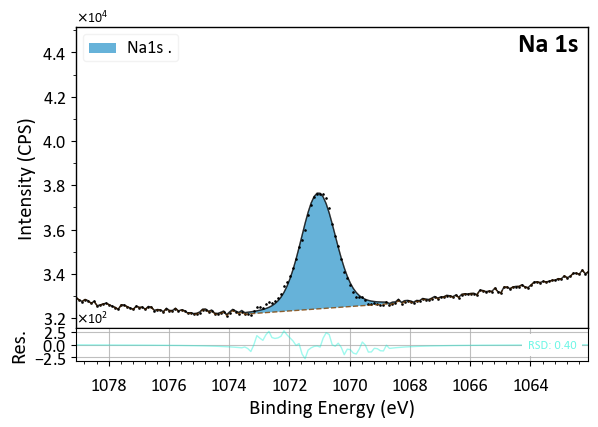 ×10⁴
Na 1s
Na1s .
4.4
4.2
4.0
3.8
3.6
3.4
3.2
Intensity (CPS)
×10²
2.5
0.0
−2.5
Res.
RSD: 0.40
1078 1076 1074 1072 1070 1068 1066 1064
Binding Energy (eV)